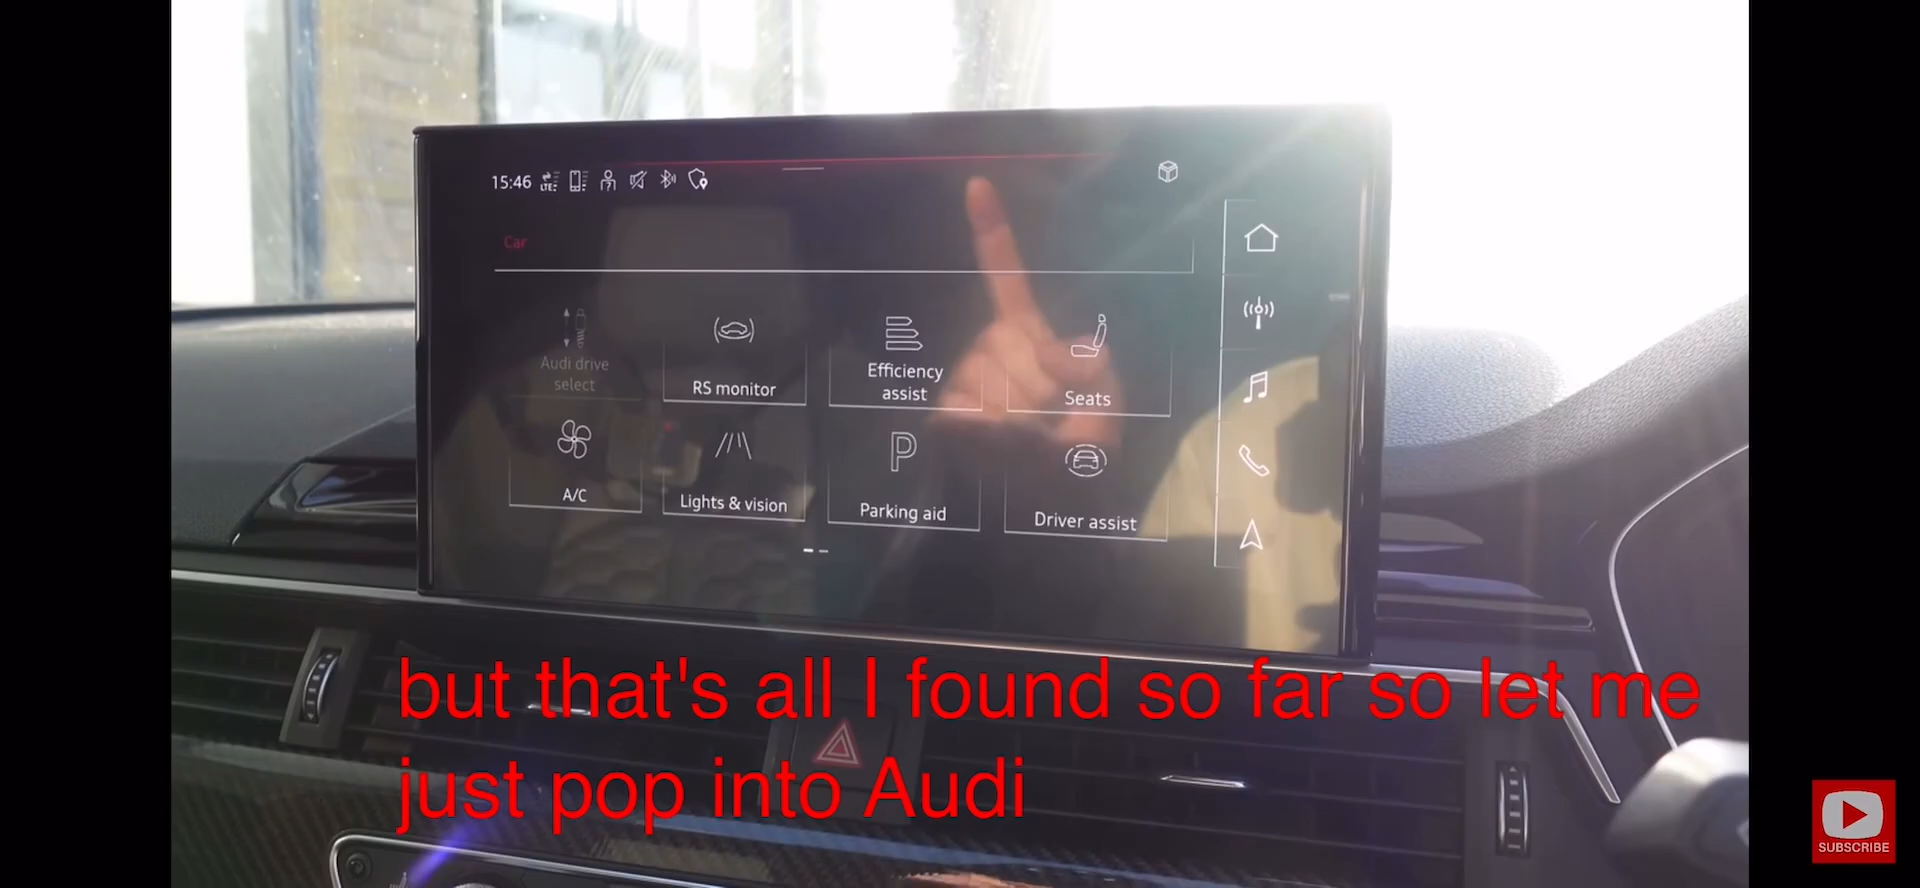 15:46
LTE
Car
Audi drive
select
RS monitor
Efficiency
assist
Seats
A/C
Lights & vision
P
Parking aid
Driver assist
but that's all I found so far so let me
just pop into Audi
SUBSCRIBE